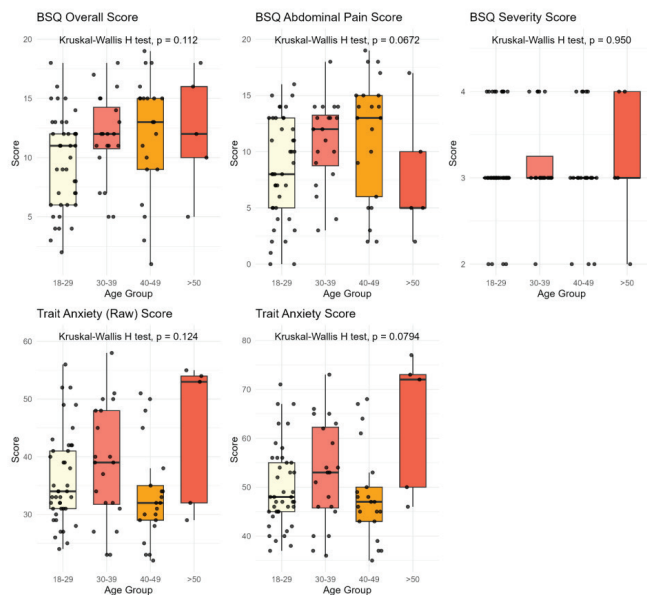 BSQ Overall Score
Kruskal-Wallis H test, p = 0.112
Score
15
10
5
18-29
30-39
40-49
>50
Age Group
BSQ Abdominal Pain Score
Kruskal-Wallis H test, p = 0.0672
Score
20
15
10
5
0
18-29
30-39
40-49
>50
Age Group
BSQ Severity Score
Kruskal-Wallis H test, p = 0.950
Score
4
3
2
18-29
30-39
40-49
>50
Age Group
Trait Anxiety (Raw) Score
Kruskal-Wallis H test, p = 0.124
Score
60
50
40
30
18-29
30-39
40-49
>50
Age Group
Trait Anxiety Score
Kruskal-Wallis H test, p = 0.0794
Score
80
70
60
50
40
18-29
30-39
40-49
>50
Age Group